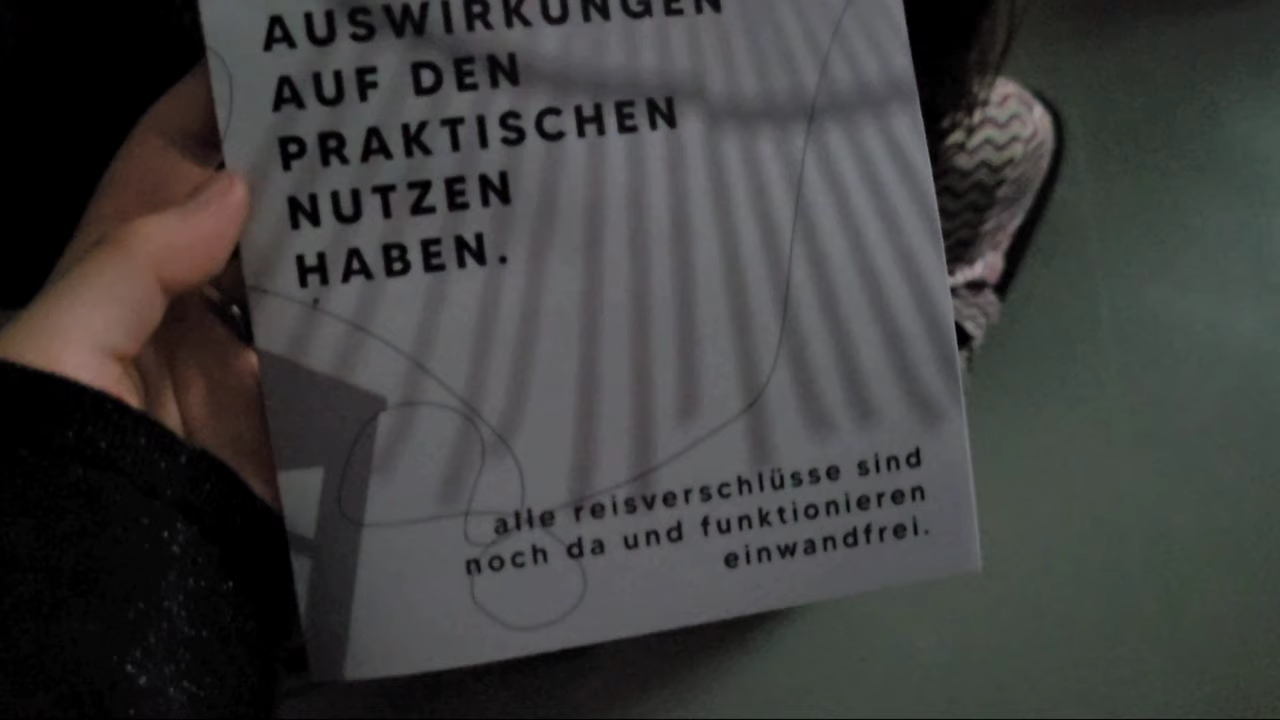 AUSWIRKUNGEN
AUF DEN
PRAKTISCHEN
NUTZEN
HABEN.
alle reisverschlüsse sind
noch da und funktionieren
einwandfrei.